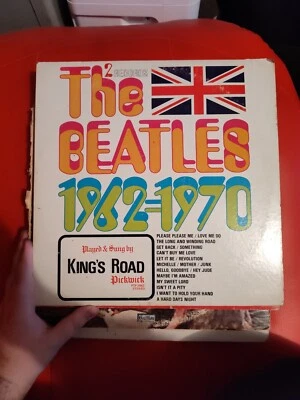 2 RECORDS
The
BEATLES
1962-1970
Played & Sung by
KING'S ROAD
Pickwick
PLEASE PLEASE ME / LOVE ME DO
THE LONG AND WINDING ROAD
GET BACK / SOMETHING
CAN'T BUY ME LOVE
LET IT BE / REVOLUTION
MICHELLE / MOTHER / JUNK
HELLO, GOODBYE / HEY JUDE
MAYBE I'M AMAZED
MY SWEET LORD
ISN'T IT A PITY
I WANT TO HOLD YOUR HAND
A HARD DAYS NIGHT